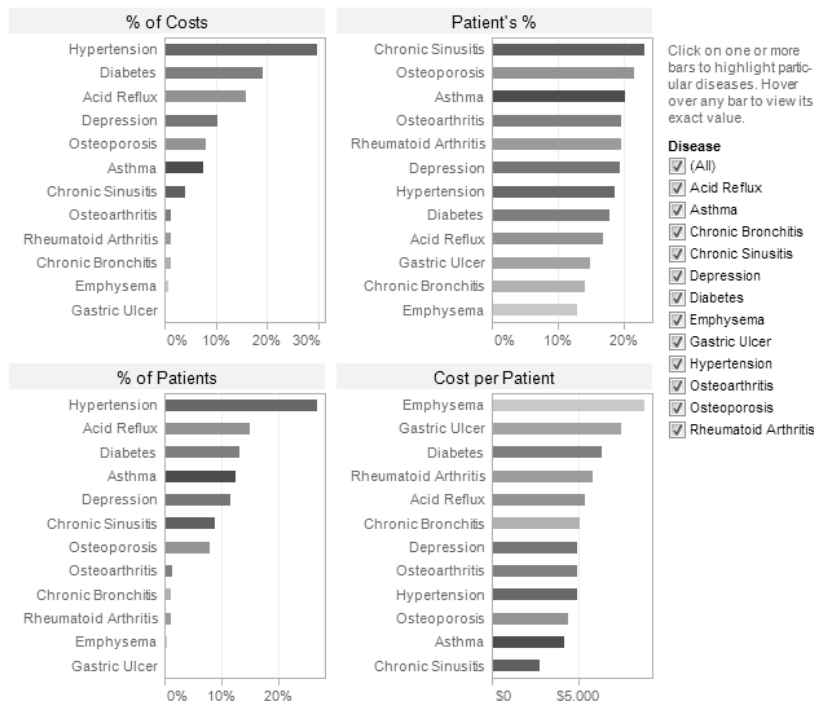 % of Costs
Hypertension
Diabetes
Acid Reflux
Depression
Osteoporosis
Asthma
Chronic Sinusitis
Osteoarthritis
Rheumatoid Arthritis
Chronic Bronchitis
Emphysema
Gastric Ulcer
0% 10% 20% 30%
Patient's %
Chronic Sinusitis
Osteoporosis
Asthma
Osteoarthritis
Rheumatoid Arthritis
Depression
Hypertension
Diabetes
Acid Reflux
Gastric Ulcer
Chronic Bronchitis
Emphysema
0% 10% 20%
Click on one or more
bars to highlight partic-
ular diseases. Hover
over any bar to view its
exact value.
Disease
(All)
Acid Reflux
Asthma
Chronic Bronchitis
Chronic Sinusitis
Depression
Diabetes
Emphysema
Gastric Ulcer
Hypertension
Osteoarthritis
Osteoporosis
Rheumatoid Arthritis
% of Patients
Hypertension
Acid Reflux
Diabetes
Asthma
Depression
Chronic Sinusitis
Osteoporosis
Osteoarthritis
Chronic Bronchitis
Rheumatoid Arthritis
Emphysema
Gastric Ulcer
0% 10% 20%
Cost per Patient
Emphysema
Gastric Ulcer
Diabetes
Rheumatoid Arthritis
Acid Reflux
Chronic Bronchitis
Depression
Osteoarthritis
Hypertension
Osteoporosis
Asthma
Chronic Sinusitis
$0 $5.000